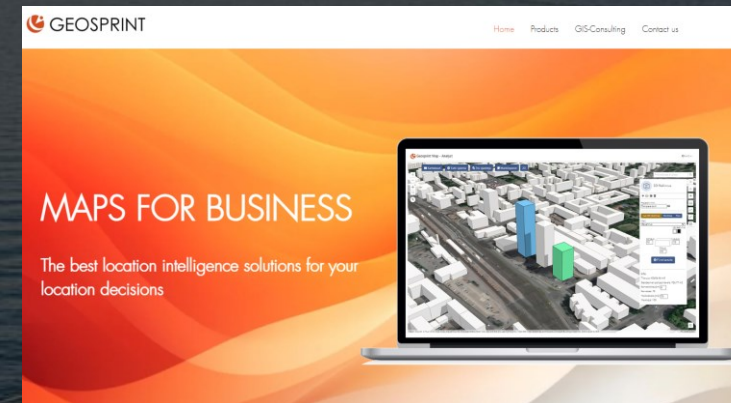 GEOSPRINT
Home Products GIS-Consulting Contact us
MAPS FOR BUSINESS
The best location intelligence solutions for your
location decisions